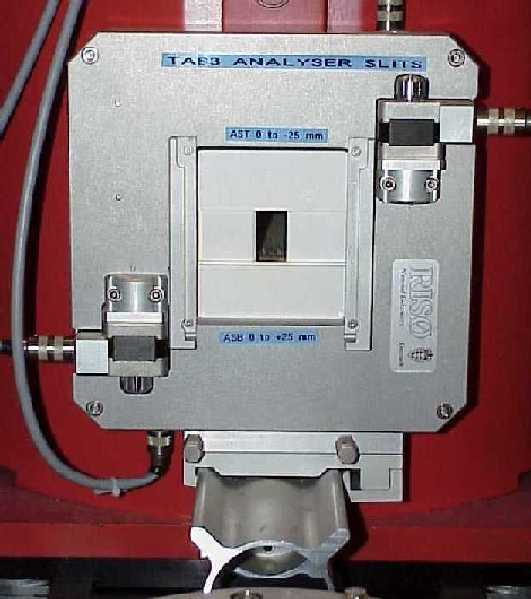 TAS3 ANALYSER SLITS
AST 0 to -25 mm
RISØ
ASB 0 to +25 mm